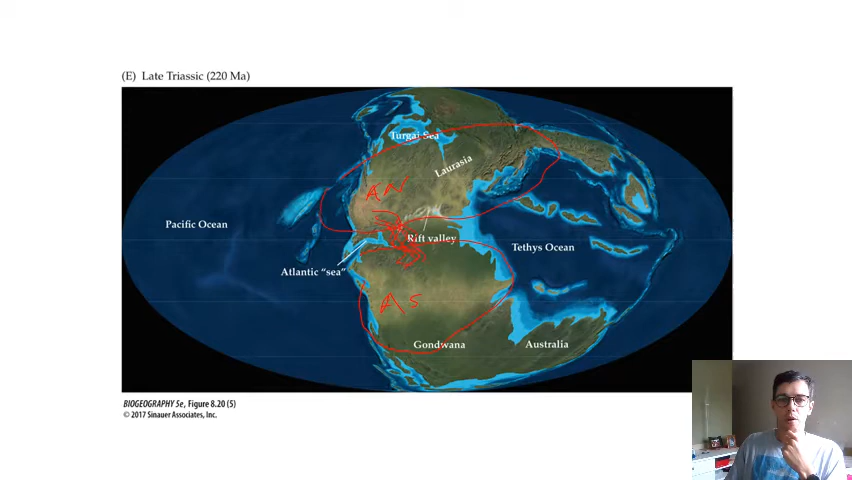 (E) Late Triassic (220 Ma)
Turgai Sea
Laurasia
AN
Pacific Ocean
Rift valley
Tethys Ocean
Atlantic "sea"
AS
Gondwana
Australia
BIOGEOGRAPHY 5e, Figure 8.20 (5)
© 2017 Sinauer Associates, Inc.